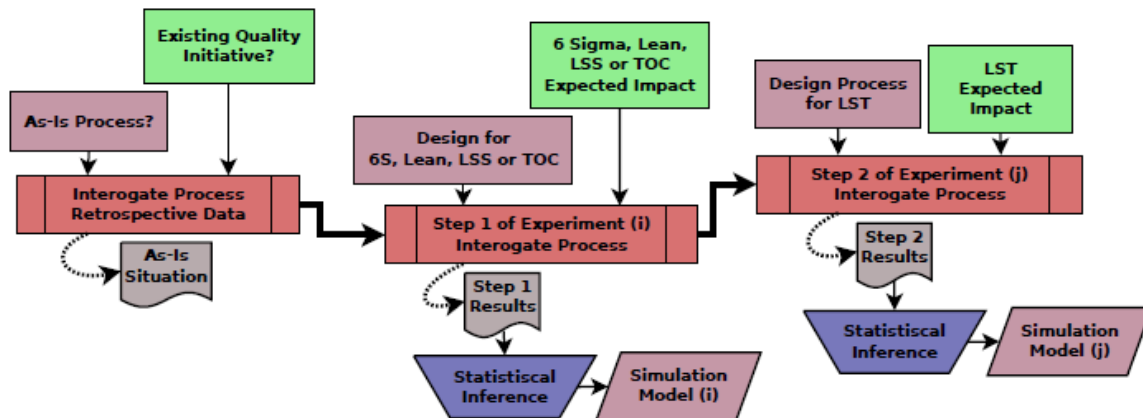 Existing Quality
Initiative?
As-Is Process?
Interogate Process
Retrospective Data
As-Is
Situation
6 Sigma, Lean,
LSS or TOC
Expected Impact
Design for
6S, Lean, LSS or TOC
Step 1 of Experiment (i)
Interogate Process
Step 1
Results
Statistiscal
Inference
Simulation
Model (i)
Design Process
for LST
LST
Expected
Impact
Step 2 of Experiment (j)
Interogate Process
Step 2
Results
Statistiscal
Inference
Simulation
Model (j)